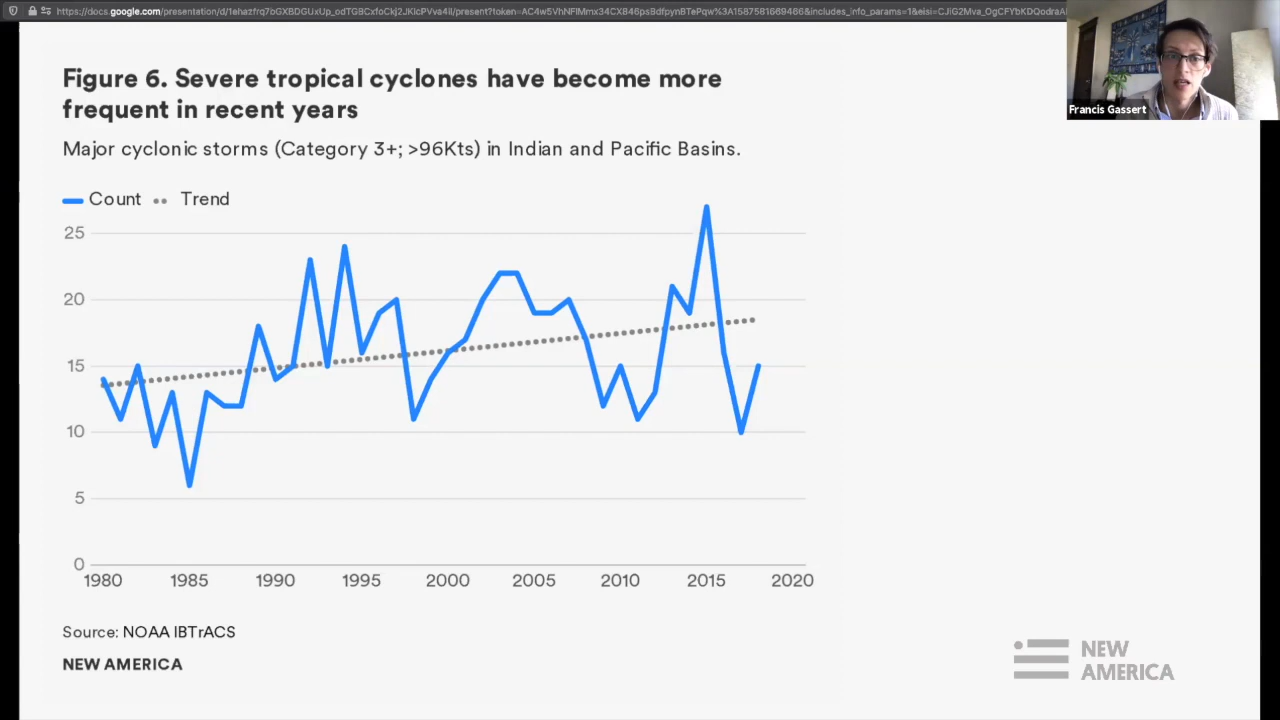 Francis Gassert
Figure 6. Severe tropical cyclones have become more
frequent in recent years
Major cyclonic storms (Category 3+; >96Kts) in Indian and Pacific Basins.
Count
Trend
25
20
15
10
5
0
1980 1985 1990 1995 2000 2005 2010 2015 2020
Source: NOAA IBTrACS
NEW AMERICA
NEW
AMERICA